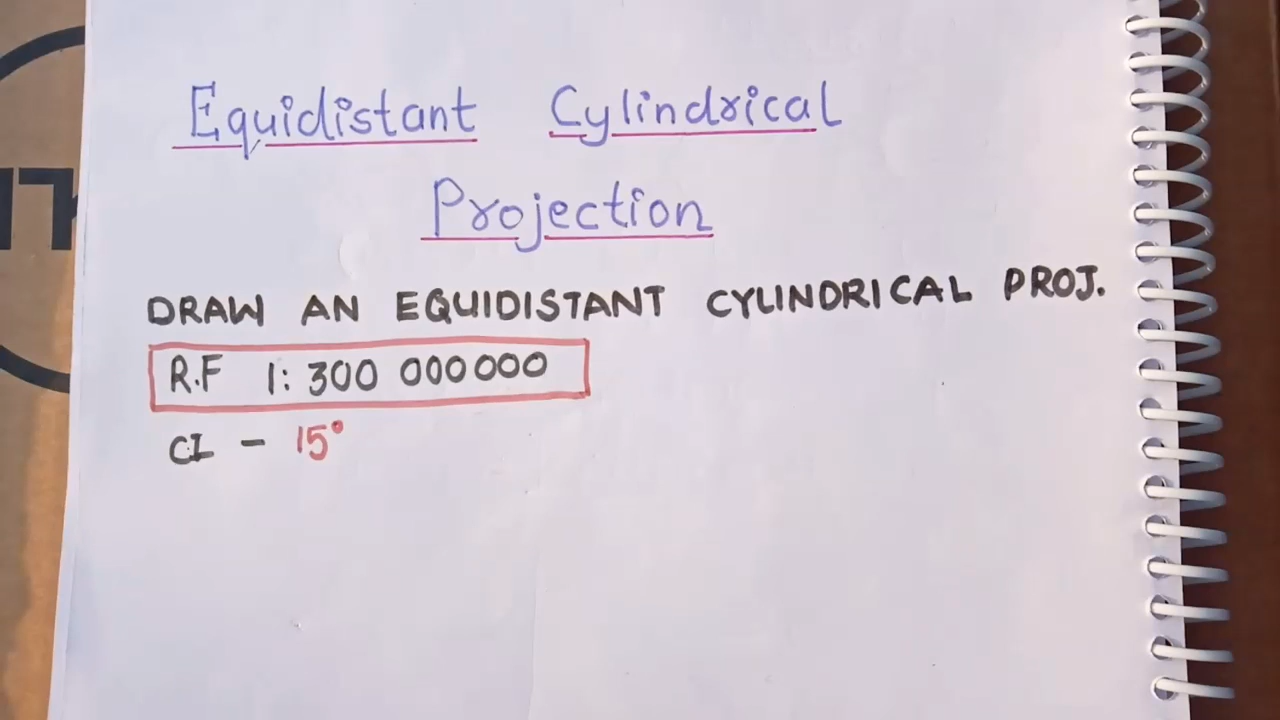 Equidistant Cylindrical
Projection
DRAW AN EQUIDISTANT CYLINDRICAL PROJ.
R.F 1: 300 000000
CI - 15°